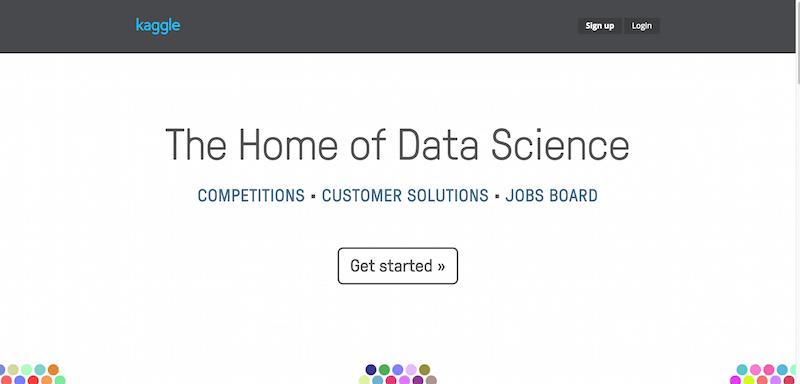 kaggle
Sign up Login
The Home of Data Science
COMPETITIONS ▪ CUSTOMER SOLUTIONS ▪ JOBS BOARD
Get started »